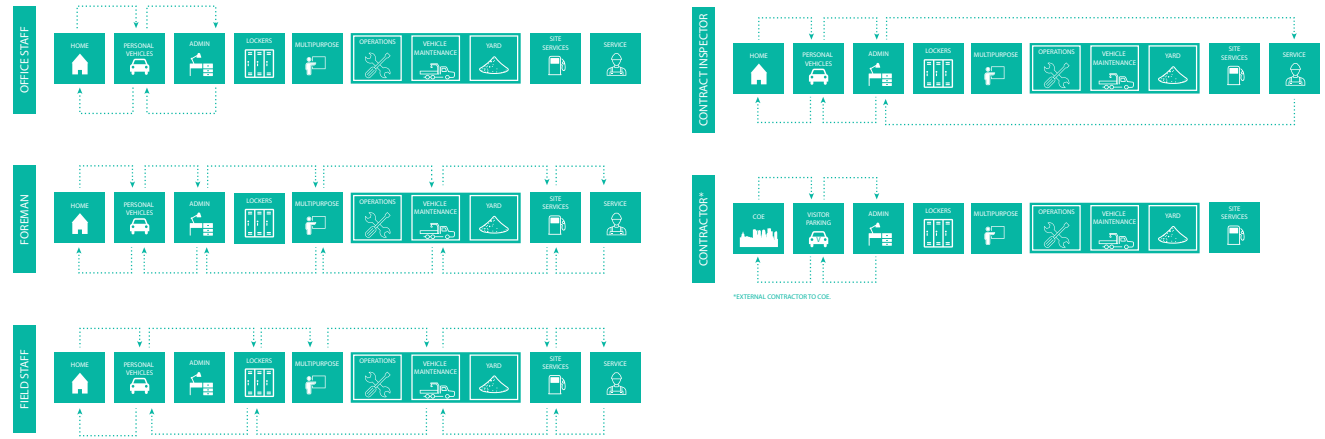 OFFICE STAFF
HOME
PERSONAL
VEHICLES
ADMIN
LOCKERS
MULTIPURPOSE
OPERATIONS
VEHICLE
MAINTENANCE
YARD
SITE
SERVICES
SERVICE
FOREMAN
HOME
PERSONAL
VEHICLES
ADMIN
LOCKERS
MULTIPURPOSE
OPERATIONS
VEHICLE
MAINTENANCE
YARD
SITE
SERVICES
SERVICE
FIELD STAFF
HOME
PERSONAL
VEHICLES
ADMIN
LOCKERS
MULTIPURPOSE
OPERATIONS
VEHICLE
MAINTENANCE
YARD
SITE
SERVICES
SERVICE
CONTRACT INSPECTOR
HOME
PERSONAL
VEHICLES
ADMIN
LOCKERS
MULTIPURPOSE
OPERATIONS
VEHICLE
MAINTENANCE
YARD
SITE
SERVICES
SERVICE
CONTRACTOR*
COE
VISITOR
PARKING
ADMIN
LOCKERS
MULTIPURPOSE
OPERATIONS
VEHICLE
MAINTENANCE
YARD
SITE
SERVICES
*EXTERNAL CONTRACTOR TO COE.